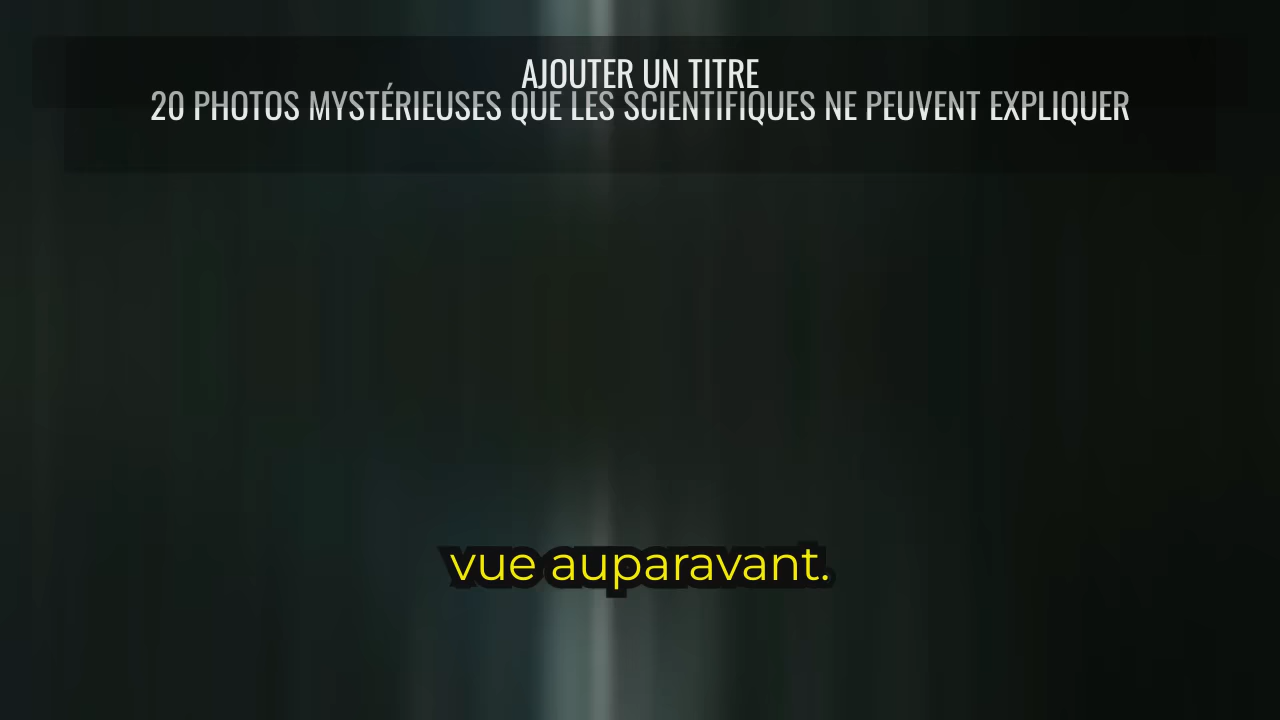 AJOUTER UN TITRE
20 PHOTOS MYSTÉRIEUSES QUE LES SCIENTIFIQUES NE PEUVENT EXPLIQUER
vue auparavant.